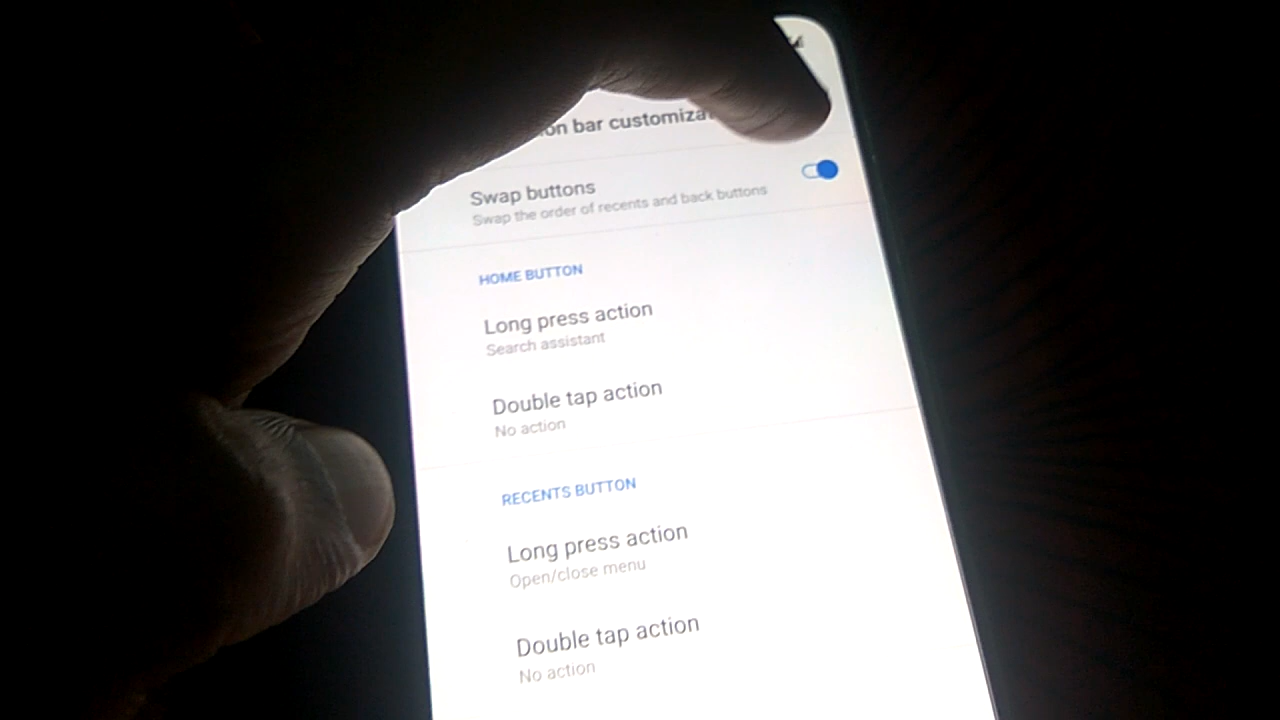 bar
Swap buttons
Swap the order of recents and back buttons
HOME BUTTON
Long press action
Search assistant
Double tap action
No action
RECENTS BUTTON
Long press action
Open/close menu
Double tap action
No action